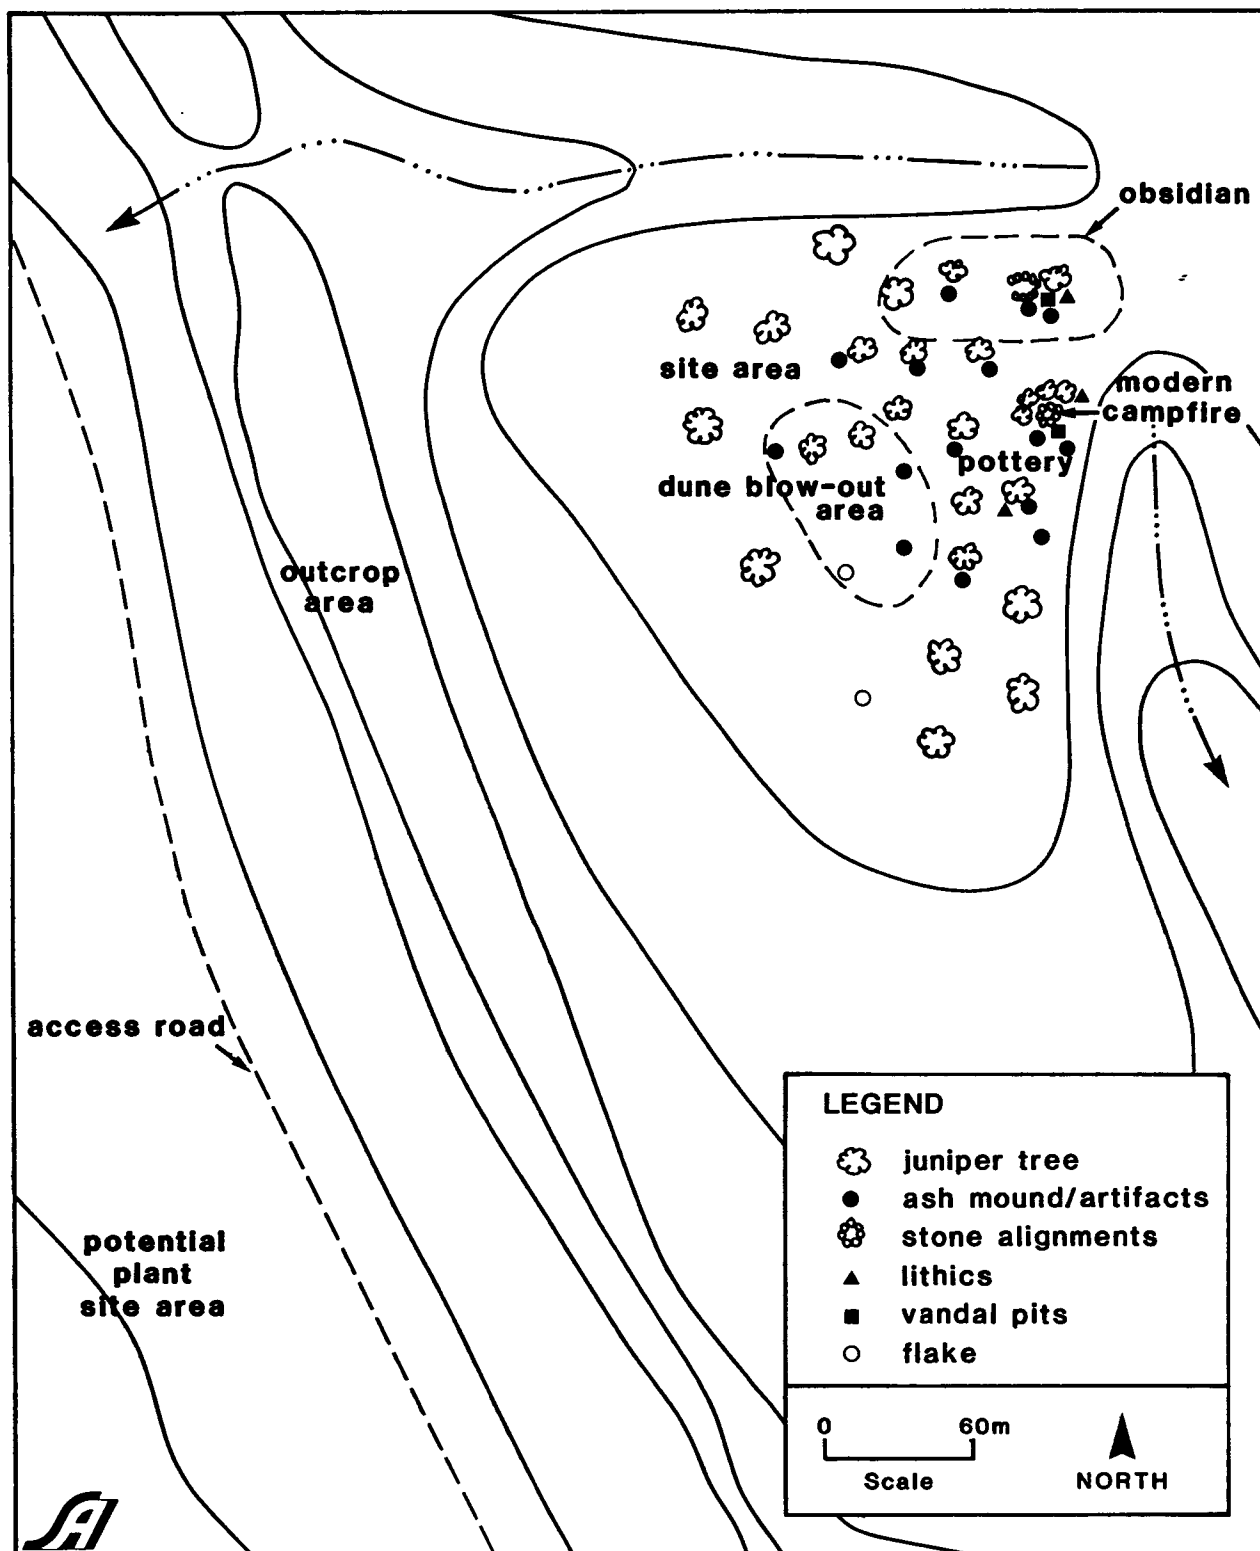 obsidian
site area
modern
campfire
pottery
dune blow-out
area
outcrop
area
access road
potential
plant
site area
LEGEND
juniper tree
ash mound/artifacts
stone alignments
lithics
vandal pits
flake
0 60m
Scale
NORTH